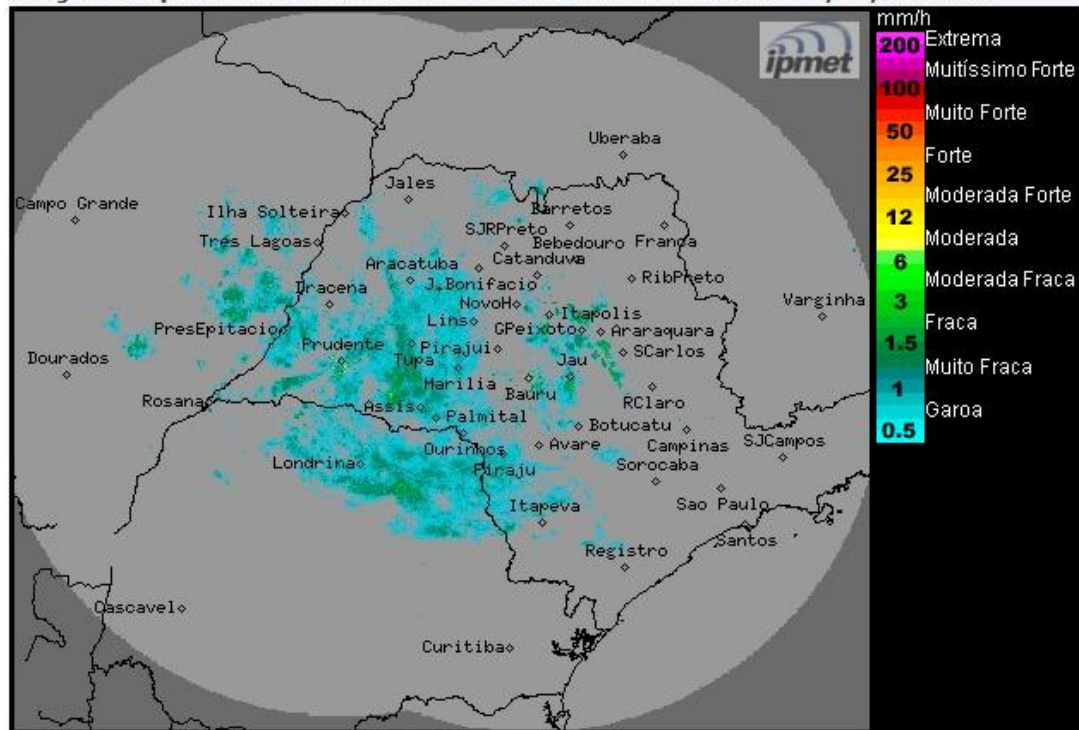 mm/h
200 Extrema
Muitíssimo Forte
100
Muito Forte
50
Forte
25
Moderada Forte
12
Moderada
6
Moderada Fraca
3
Fraca
1.5
Muito Fraca
1
Garoa
0.5
ipmet
Uberaba
Jales
Campo Grande
Ilha Solteira
Barretos
SJRPreto
Tres Lagoas
Bebedouro Franca
Catanduva
Aracatuba
RibPreto
J.Bonifacio
Dracena
NovoH
Varginha
Itapolis
Lins
PresEpitacio
GPeixoto
Araraquara
Prudente
Pirajui
SCarlos
Dourados
Tupa
Jau
Marilia
Bauru
Rosana
Assis
RClaro
Palmital
Botucatu
Ourinhos
Avare
Campinas
SJCampos
Londrina
Piraju
Sorocaba
Itapeva
Sao Paulo
Santos
Registro
Cascavel
Curitiba